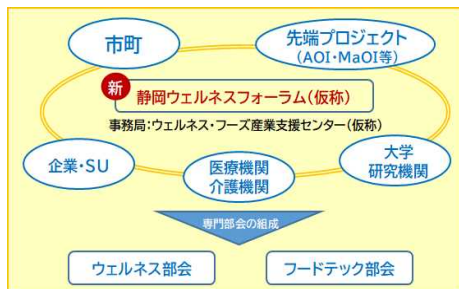 市町
先端プロジェクト
(AOI・MaOI等)
新
静岡ウェルネスフォーラム(仮称)
事務局:ウェルネス・フーズ産業支援センター(仮称)
企業・SU
医療機関
介護機関
大学
研究機関
専門部会の組成
ウェルネス部会
フードテック部会